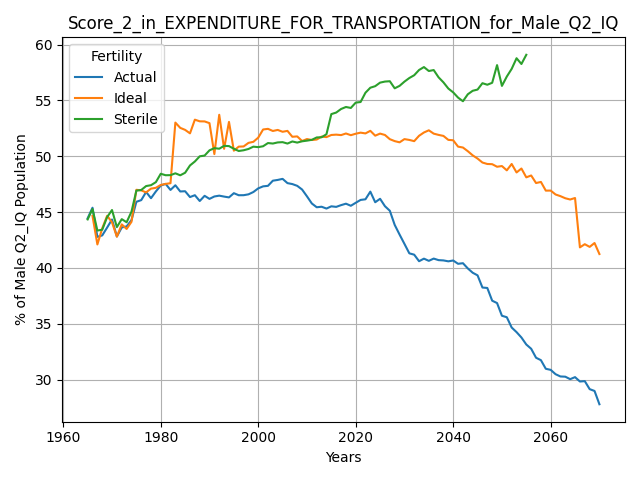 Score_2_in_EXPENDITURE_FOR_TRANSPORTATION_for_Male_Q2_IQ
Fertility
Actual
Ideal
Sterile
% of Male Q2_IQ Population
60
55
50
45
40
35
30
1960
1980
2000
2020
2040
2060
Years